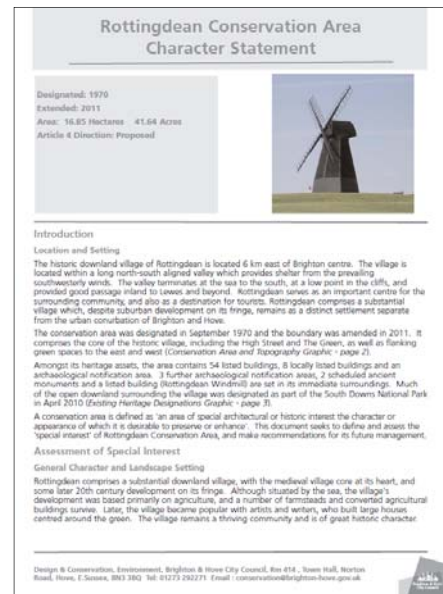 Rottingdean Conservation Area
Character Statement
Designated: 1970
Extended: 2011
Area: 16.85 Hectares 41.64 Acres
Article 4 Direction: Proposed
Introduction
Location and Setting
The historic downland village of Rottingdean is located 6 km east of Brighton centre. The village is
located within a long north-south aligned valley which provides shelter from the prevailing
southwesterly winds. The valley terminates at the sea to the south, at a low point in the cliffs, and
provided good passage inland to Lewes and beyond. Rottingdean serves as an important centre for the
surrounding community, and also as a destination for tourists. Rottingdean comprises a substantial
village which, despite suburban development on its fringe, remains as a distinct settlement separate
from the urban conurbation of Brighton and Hove.
The conservation area was designated in September 1970 and the boundary was amended in 2011. It
comprises the core of the historic village, including the High Street and The Green, as well as flanking
green spaces to the east and west (Conservation Area and Topography Graphic - page 2).
Amongst its heritage assets, the area contains 54 listed buildings, 8 locally listed buildings and an
archaeological notification area. 3 further archaeological notification areas, 2 scheduled ancient
monuments and a listed building (Rottingdean Windmill) are set in its immediate surroundings. Much
of the open downland surrounding the village was designated as part of the South Downs National Park
in April 2010 (Existing Heritage Designations Graphic - page 3).
A conservation area is defined as 'an area of special architectural or historic interest the character or
appearance of which it is desirable to preserve or enhance'. This document seeks to define and assess the
'special interest' of Rottingdean Conservation Area, and make recommendations for its future management.
Assessment of Special Interest
General Character and Landscape Setting
Rottingdean comprises a substantial downland village, with the medieval village core at its heart, and
some later 20th century development on its fringe. Although situated by the sea, the village's
development was based primarily on agriculture, and a number of farmsteads and converted agricultural
buildings survive. Later, the village became popular with artists and writers, who built large houses
centred around the green. The village remains a thriving community and is of great historic character.
Design & Conservation, Environment, Brighton & Hove City Council, Rm 414 , Town Hall, Norton
Road, Hove, E.Sussex, BN3 3BQ Tel: 01273 292271 Email : conservation@brighton-hove.gov.uk
Brighton & Hove
City Council